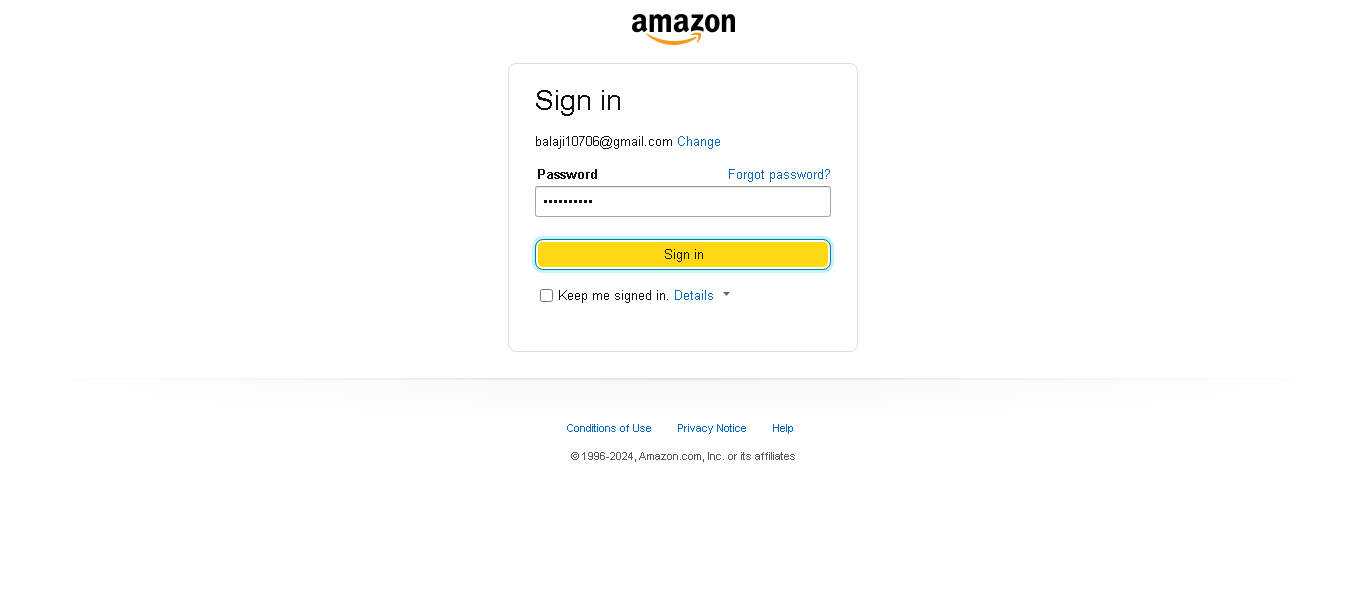 amazon
Sign in
balaji10706@gmail.com Change
Password Forgot password?
••••••••••
Sign in
Keep me signed in. Details
Conditions of Use Privacy Notice Help
© 1996-2024, Amazon.com, Inc. or its affiliates